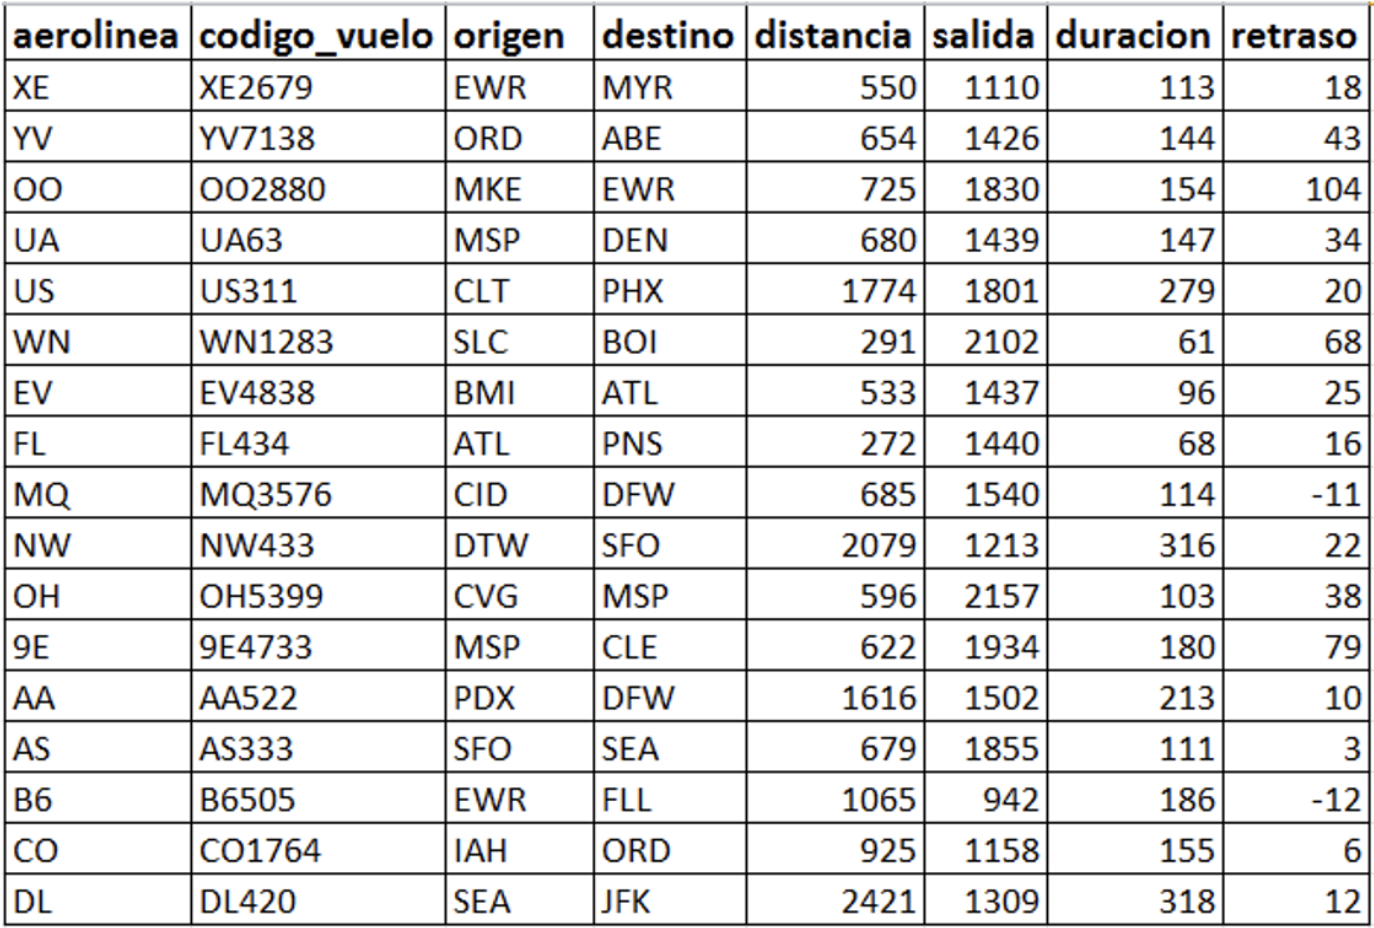 aerolinea codigo_vuelo origen destino distancia salida duracion retraso
XE XE2679 EWR MYR 550 1110 113 18
YV YV7138 ORD ABE 654 1426 144 43
OO OO2880 MKE EWR 725 1830 154 104
UA UA63 MSP DEN 680 1439 147 34
US US311 CLT PHX 1774 1801 279 20
WN WN1283 SLC BOI 291 2102 61 68
EV EV4838 BMI ATL 533 1437 96 25
FL FL434 ATL PNS 272 1440 68 16
MQ MQ3576 CID DFW 685 1540 114 -11
NW NW433 DTW SFO 2079 1213 316 22
OH OH5399 CVG MSP 596 2157 103 38
9E 9E4733 MSP CLE 622 1934 180 79
AA AA522 PDX DFW 1616 1502 213 10
AS AS333 SFO SEA 679 1855 111 3
B6 B6505 EWR FLL 1065 942 186 -12
CO CO1764 IAH ORD 925 1158 155 6
DL DL420 SEA JFK 2421 1309 318 12